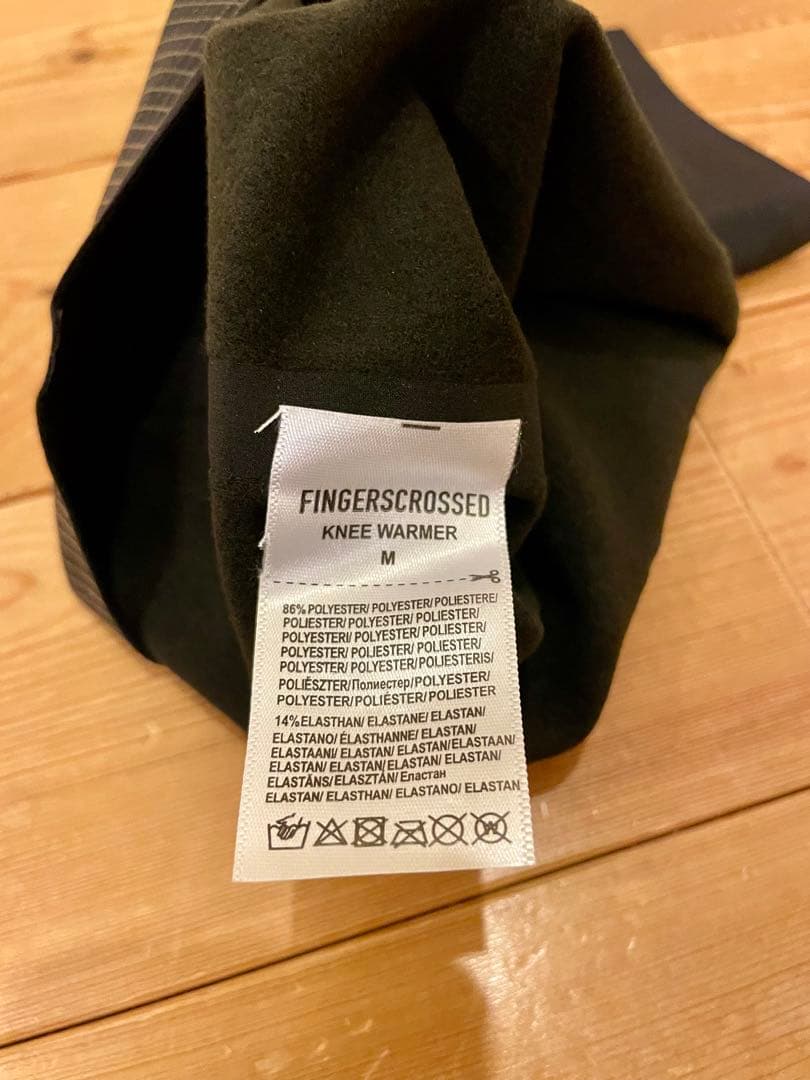 FINGERSCROSSED
KNEE WARMER
M
86% POLYESTER/ POLYESTER/ POLIESTERE/
POLIESTER/ POLYESTER/ POLIESTER/
POLYESTERI/ POLYESTER/ POLIESTER/
POLYESTER/ POLIESTER/ POLIESTER/
POLYESTER/ POLYESTER/POLIESTERIS/
POLIÉSZTER/Полиестер/POLYESTER/
POLYESTER/POLIÉSTER/POLIESTER
14%ELASTHAN/ ELASTANE/ ELASTAN/
ELASTANO/ ÉLASTHANNE/ ELASTAN/
ELASTAANI/ ELASTAN/ ELASTAN/ELASTAAN/
ELASTAN/ ELASTAN/ ELASTAN/ ELASTAN/
ELASTĀNS/ELASZTÁN/ Еластан
ELASTAN/ ELASTHAN/ ELASTANO/ ELASTAN
W